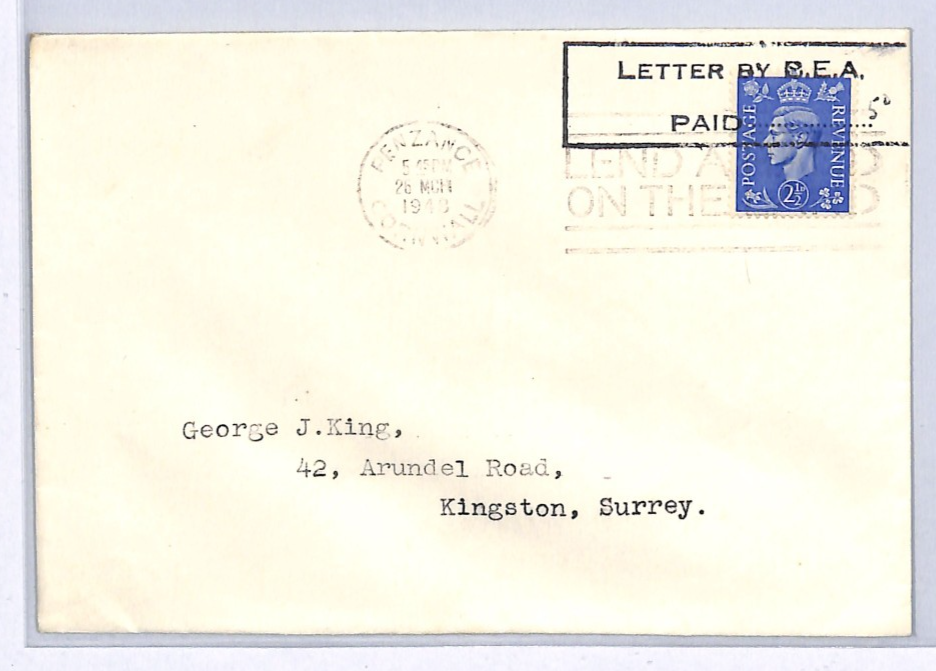 LETTER BY B.E.A.
PAID............... 5ᴰ
PENZANCE
5 45 PM
26 MCH
194
CORNWALL
LEND A
ON THE
POSTAGE REVENUE
2½D
George J.King,
42, Arundel Road,
Kingston, Surrey.